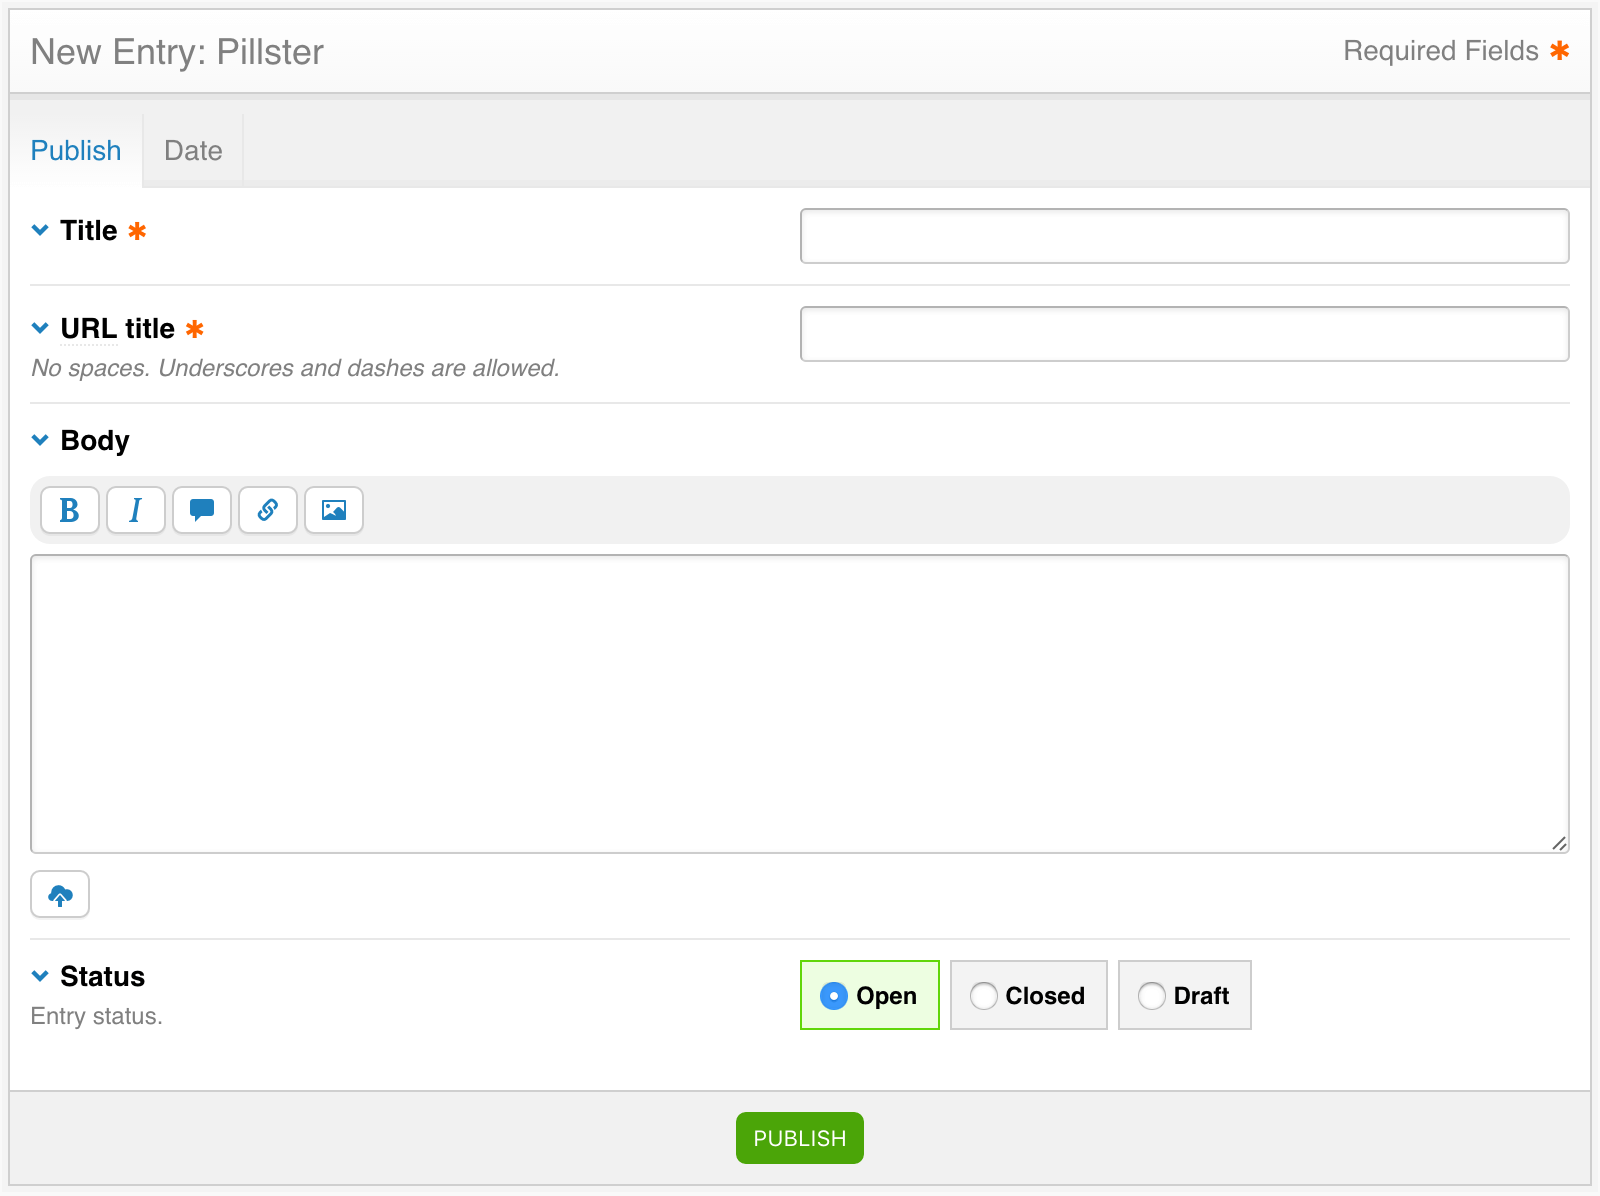 New Entry: Pillster
Required Fields ✱
Publish
Date
Title ✱
URL title ✱
No spaces. Underscores and dashes are allowed.
Body
B
I
Status
Entry status.
Open
Closed
Draft
PUBLISH